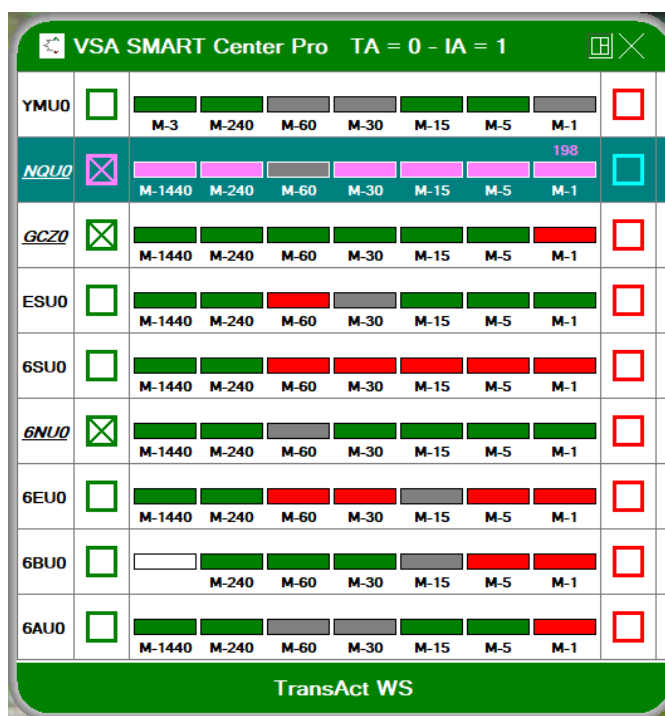 VSA SMART Center Pro TA = 0 - IA = 1
YMU0
M-3 M-240 M-60 M-30 M-15 M-5 M-1
198
NQU0
M-1440 M-240 M-60 M-30 M-15 M-5 M-1
GCZ0
M-1440 M-240 M-60 M-30 M-15 M-5 M-1
ESU0
M-1440 M-240 M-60 M-30 M-15 M-5 M-1
6SU0
M-1440 M-240 M-60 M-30 M-15 M-5 M-1
6NU0
M-1440 M-240 M-60 M-30 M-15 M-5 M-1
6EU0
M-1440 M-240 M-60 M-30 M-15 M-5 M-1
6BU0
M-240 M-60 M-30 M-15 M-5 M-1
6AU0
M-1440 M-240 M-60 M-30 M-15 M-5 M-1
TransAct WS